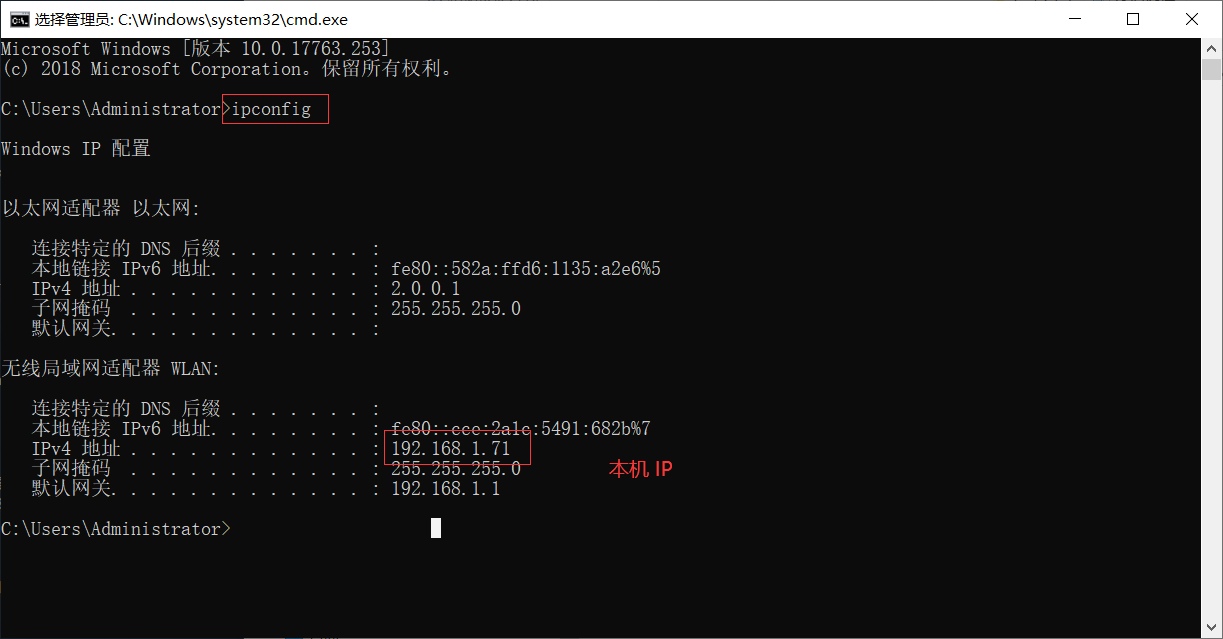 选择管理员: C:\Windows\system32\cmd.exe
Microsoft Windows [版本 10.0.17763.253]
(c) 2018 Microsoft Corporation。保留所有权利。
C:\Users\Administrator>ipconfig
Windows IP 配置
以太网适配器 以太网:
连接特定的 DNS 后缀 . . . . . . . :
本地链接 IPv6 地址. . . . . . . . : fe80::582a:ffd6:1135:a2e6%5
IPv4 地址 . . . . . . . . . . . . : 2.0.0.1
子网掩码  . . . . . . . . . . . . : 255.255.255.0
默认网关. . . . . . . . . . . . . :
无线局域网适配器 WLAN:
连接特定的 DNS 后缀 . . . . . . . :
本地链接 IPv6 地址. . . . . . . . : 5491:682b%7
IPv4 地址 . . . . . . . . . . . . : 192.168.1.71
子网掩码  . . . . . . . . . . . . : 255.255.255.0 本机 IP
默认网关. . . . . . . . . . . . . : 192.168.1.1
C:\Users\Administrator>